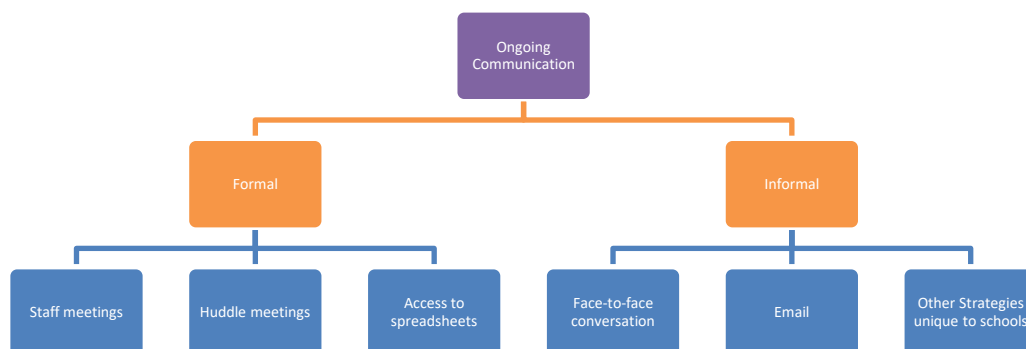 Ongoing
Communication
Formal
Informal
Staff meetings
Huddle meetings
Access to
spreadsheets
Face-to-face
conversation
Email
Other Strategies
unique to schools